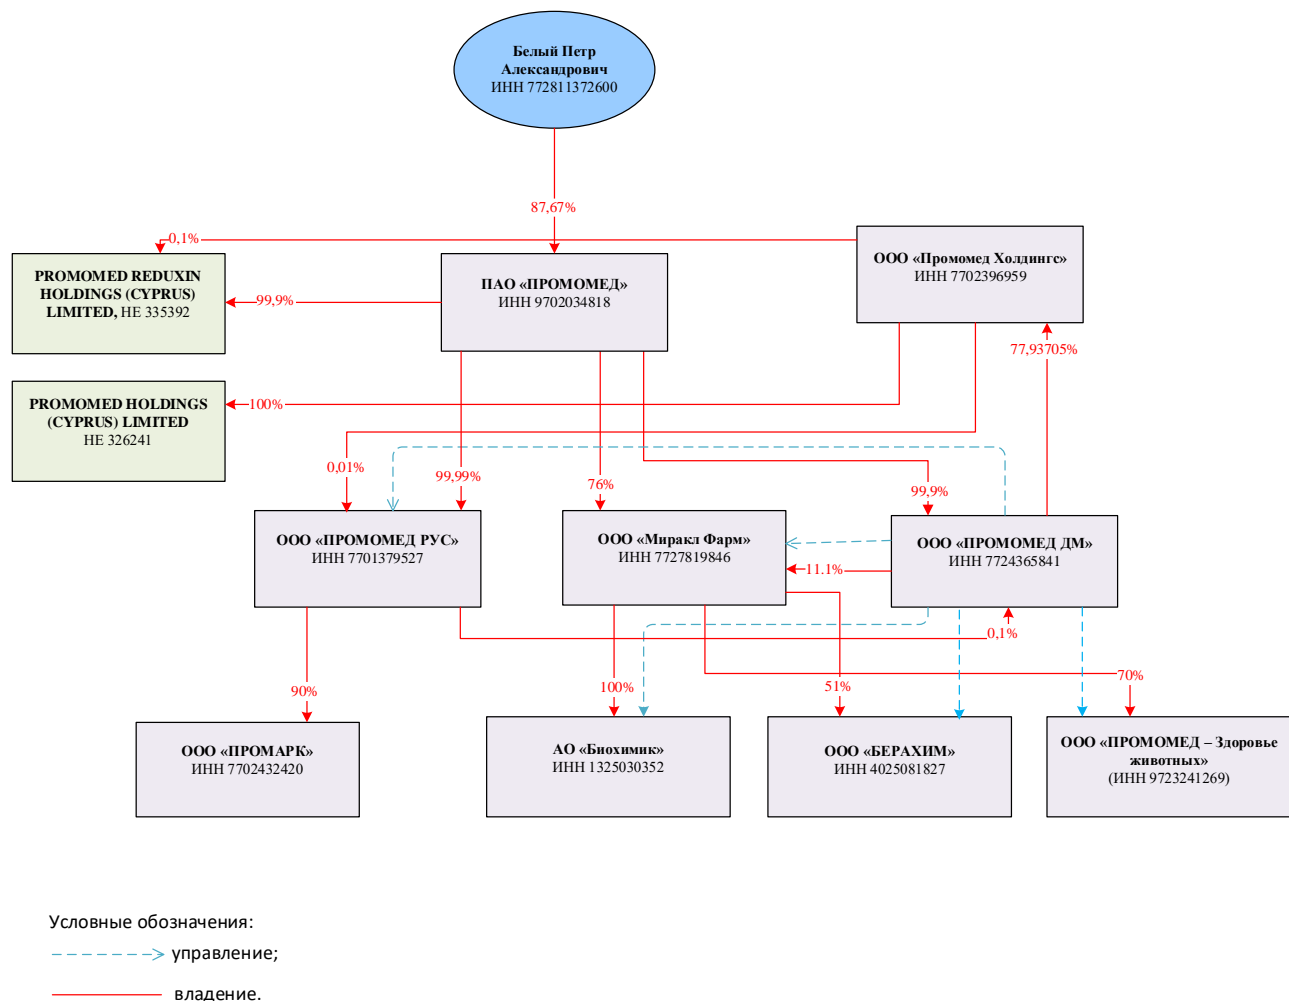 Белый Петр
Александрович
ИНН 772811372600
87,67%
0,1%
ООО «Промомед Холдингс»
ИНН 7702396959
PROMOMED REDUXIN
HOLDINGS (CYPRUS)
LIMITED, НЕ 335392
99,9%
ПАО «ПРОМОМЕД»
ИНН 9702034818
77,93705%
PROMOMED HOLDINGS
(CYPRUS) LIMITED
НЕ 326241
100%
0,01%
99,99%
76%
99,9%
ООО «ПРОМОМЕД РУС»
ИНН 7701379527
ООО «Миракл Фарм»
ИНН 7727819846
11.1%
ООО «ПРОМОМЕД ДМ»
ИНН 7724365841
0,1%
90%
100%
51%
70%
ООО «ПРОМАРК»
ИНН 7702432420
АО «Биохимик»
ИНН 1325030352
ООО «БЕРАХИМ»
ИНН 4025081827
ООО «ПРОМОМЕД – Здоровье
животных»
(ИНН 9723241269)
Условные обозначения:
управление;
владение.